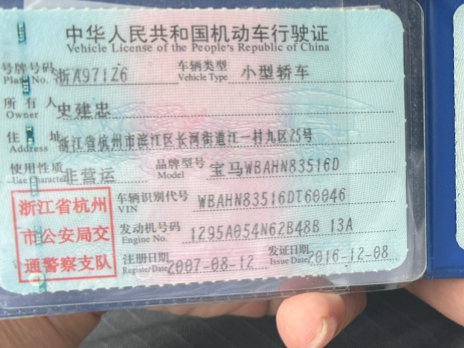 中华人民共和国机动车行驶证
Vehicle License of the People's Republic of China
号牌号码 浙A971Z6 车辆类型 小型轿车
Plate No. Vehicle Type
所有人 史建忠
Owner
住址 浙江省杭州市滨江区长河街道江一村九区25号
Address
使用性质 非营运 品牌型号 宝马WBAHN83516D
Use Character Model
浙江省杭州
市公安局交
通警察支队
车辆识别代号 WBAHN83516DT60046
VIN
发动机号码 1295A054N62B48B 13A
Engine No.
注册日期 2007-08-12 发证日期 2016-12-08
Register Date Issue Date